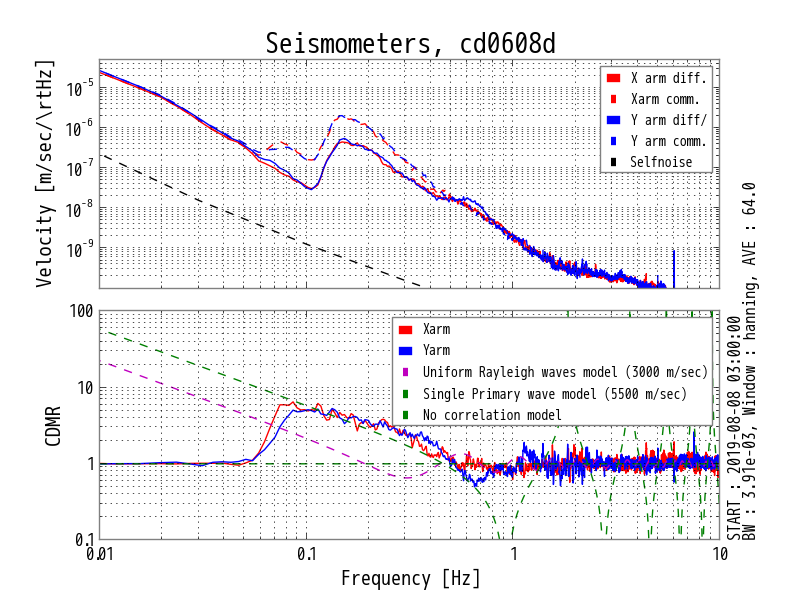 Seismometers, cd0608d
Velocity [m/sec/\rtHz]
10^-5
10^-6
10^-7
10^-8
10^-9
X arm diff.
Xarm comm.
Y arm diff/
Y arm comm.
Selfnoise
CDMR
100
10
1
0.1
Xarm
Yarm
Uniform Rayleigh waves model (3000 m/sec)
Single Primary wave model (5500 m/sec)
No correlation model
0.01
0.1
1
10
Frequency [Hz]
START : 2019-08-08 03:00:00
BW : 3.91e-03, Window : hanning, AVE : 64.0